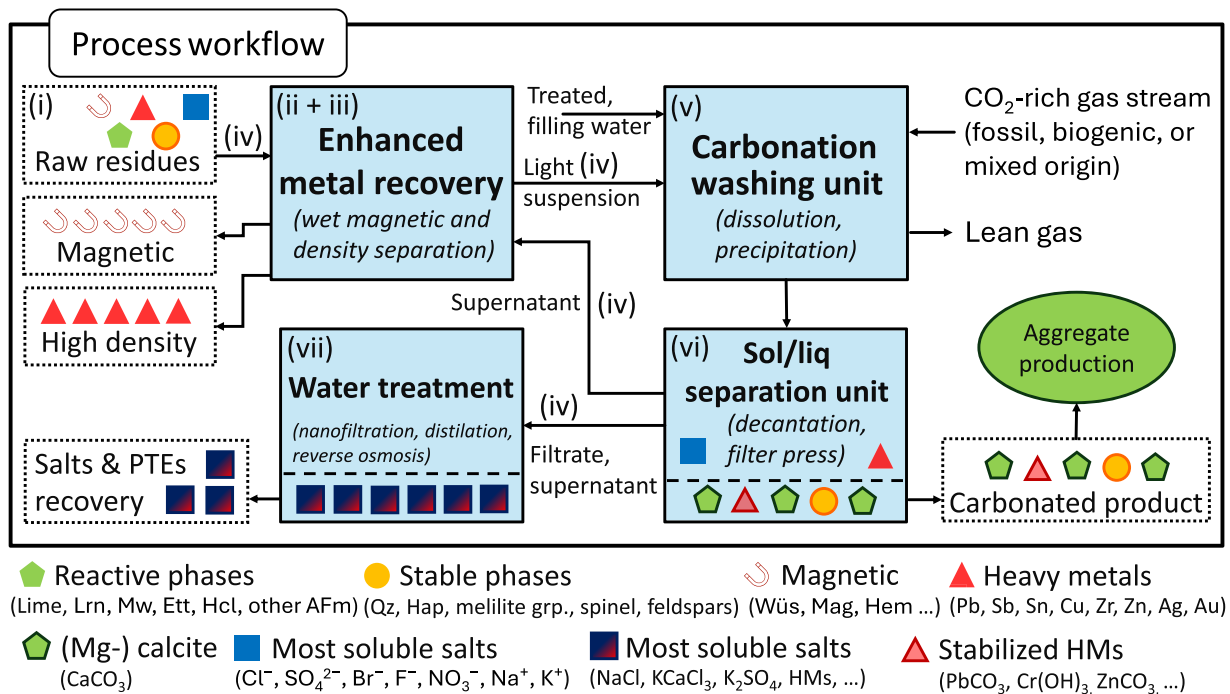 Process workflow
(i)
Raw residues
(iv)
Magnetic
High density
(ii + iii)
Enhanced
metal recovery
(wet magnetic and
density separation)
Treated,
filling water
Light (iv)
suspension
(v)
Carbonation
washing unit
(dissolution,
precipitation)
CO₂-rich gas stream
(fossil, biogenic, or
mixed origin)
Lean gas
Supernatant (iv)
(vii)
Water treatment
(nanofiltration, distilation,
reverse osmosis)
(iv)
Filtrate,
supernatant
(vi)
Sol/liq
separation unit
(decantation,
filter press)
Aggregate
production
Carbonated product
Salts & PTEs
recovery
Reactive phases
(Lime, Lrn, Mw, Ett, Hcl, other AFm)
Stable phases
(Qz, Hap, melilite grp., spinel, feldspars)
Magnetic
(Wüs, Mag, Hem ...)
Heavy metals
(Pb, Sb, Sn, Cu, Zr, Zn, Ag, Au)
(Mg-) calcite
(CaCO₃)
Most soluble salts
(Cl⁻, SO₄²⁻, Br⁻, F⁻, NO₃⁻, Na⁺, K⁺)
Most soluble salts
(NaCl, KCaCl₃, K₂SO₄, HMs, ...)
Stabilized HMs
(PbCO₃, Cr(OH)₃, ZnCO₃ ...)